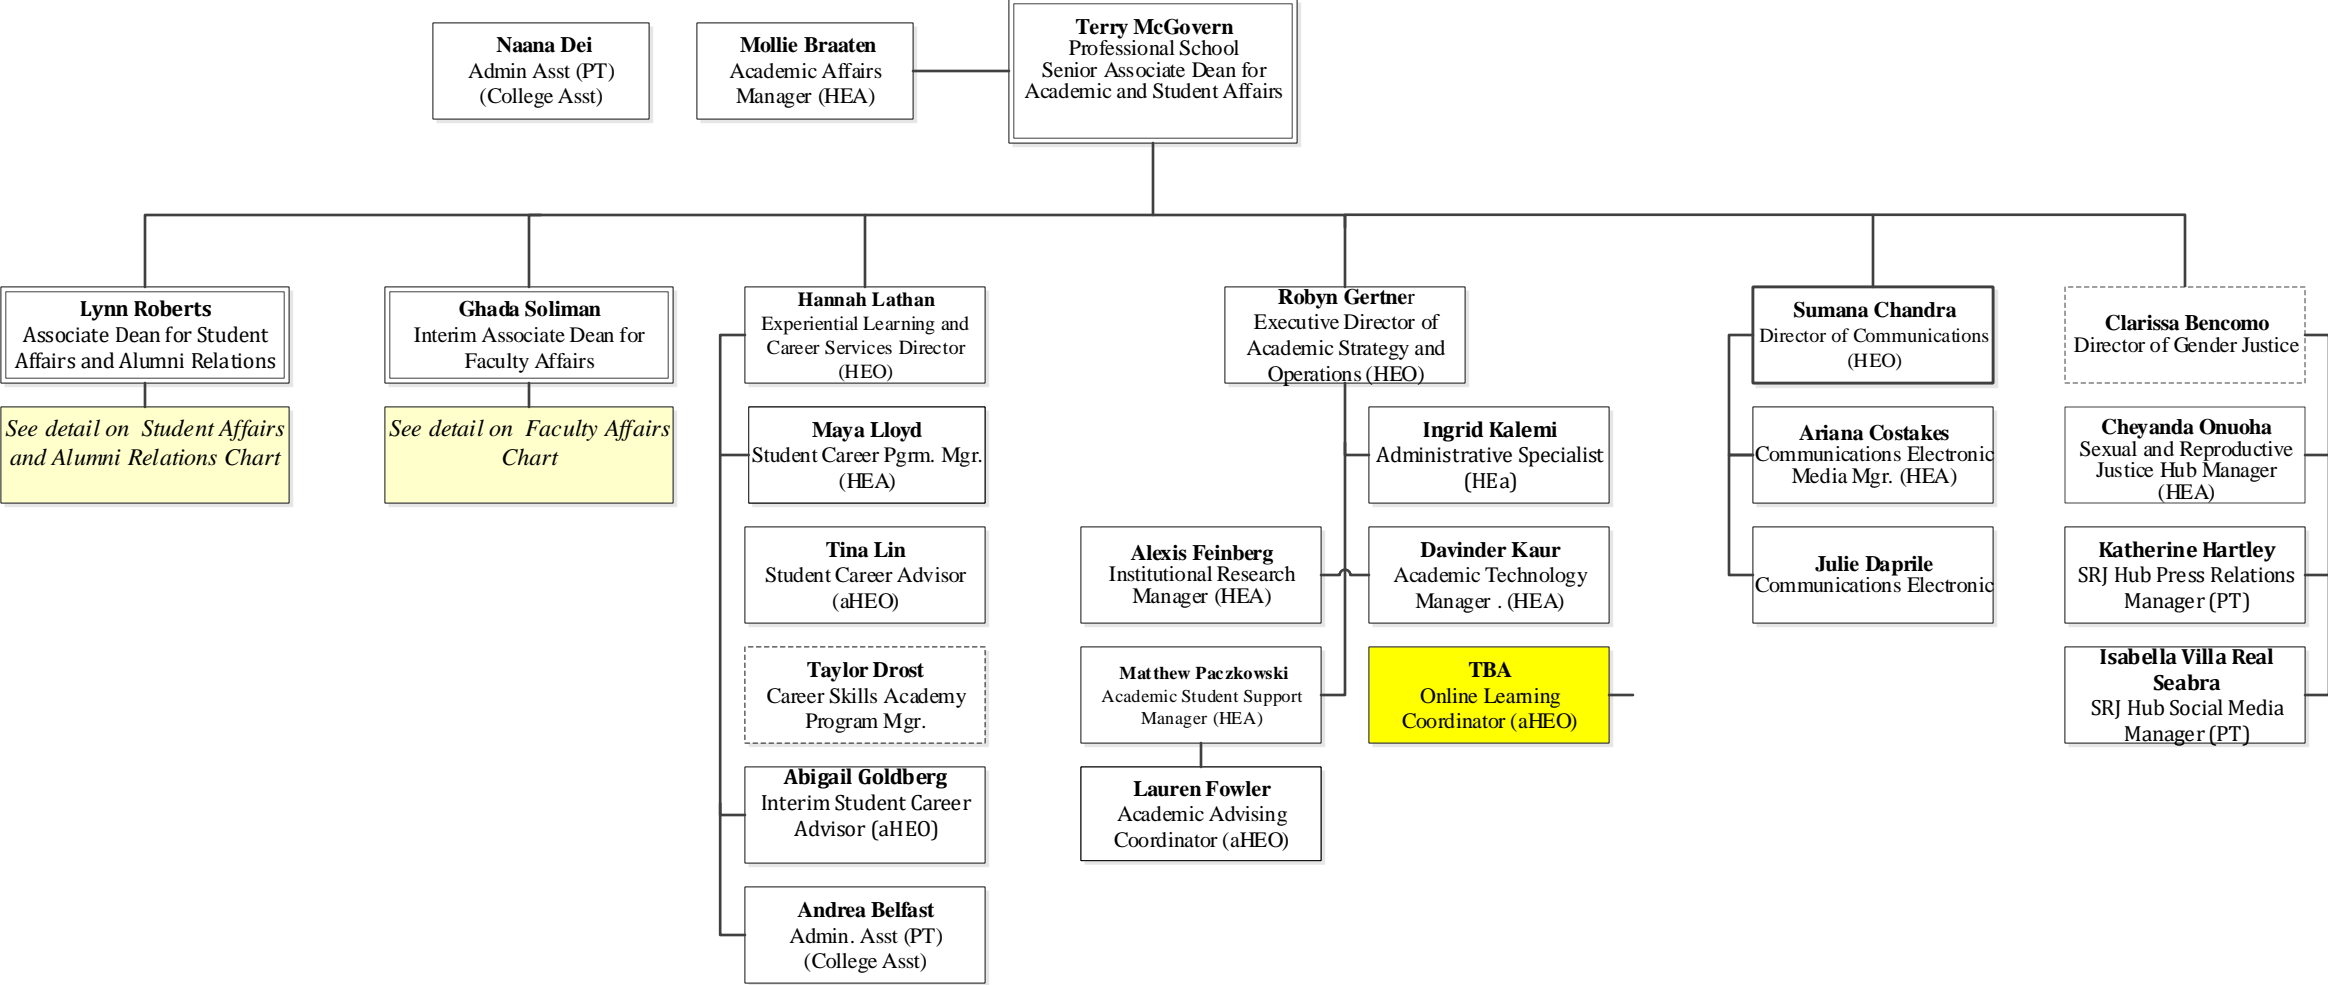 Naana Dei
Admin Asst (PT)
(College Asst)
Mollie Braaten
Academic Affairs
Manager (HEA)
Terry McGovern
Professional School
Senior Associate Dean for
Academic and Student Affairs
Lynn Roberts
Associate Dean for Student
Affairs and Alumni Relations
See detail on Student Affairs
and Alumni Relations Chart
Ghada Soliman
Interim Associate Dean for
Faculty Affairs
See detail on Faculty Affairs
Chart
Hannah Lathan
Experiential Learning and
Career Services Director
(HEO)
Maya Lloyd
Student Career Pgrm. Mgr.
(HEA)
Tina Lin
Student Career Advisor
(aHEO)
Taylor Drost
Career Skills Academy
Program Mgr.
Abigail Goldberg
Interim Student Career
Advisor (aHEO)
Andrea Belfast
Admin. Asst (PT)
(College Asst)
Robyn Gertner
Executive Director of
Academic Strategy and
Operations (HEO)
Ingrid Kalemi
Administrative Specialist
(HEa)
Alexis Feinberg
Institutional Research
Manager (HEA)
Davinder Kaur
Academic Technology
Manager . (HEA)
Matthew Paczkowski
Academic Student Support
Manager (HEA)
TBA
Online Learning
Coordinator (aHEO)
Lauren Fowler
Academic Advising
Coordinator (aHEO)
Sumana Chandra
Director of Communications
(HEO)
Ariana Costakes
Communications Electronic
Media Mgr. (HEA)
Julie Daprile
Communications Electronic
Clarissa Bencomo
Director of Gender Justice
Cheyanda Onuoha
Sexual and Reproductive
Justice Hub Manager
(HEA)
Katherine Hartley
SRJ Hub Press Relations
Manager (PT)
Isabella Villa Real
Seabra
SRJ Hub Social Media
Manager (PT)